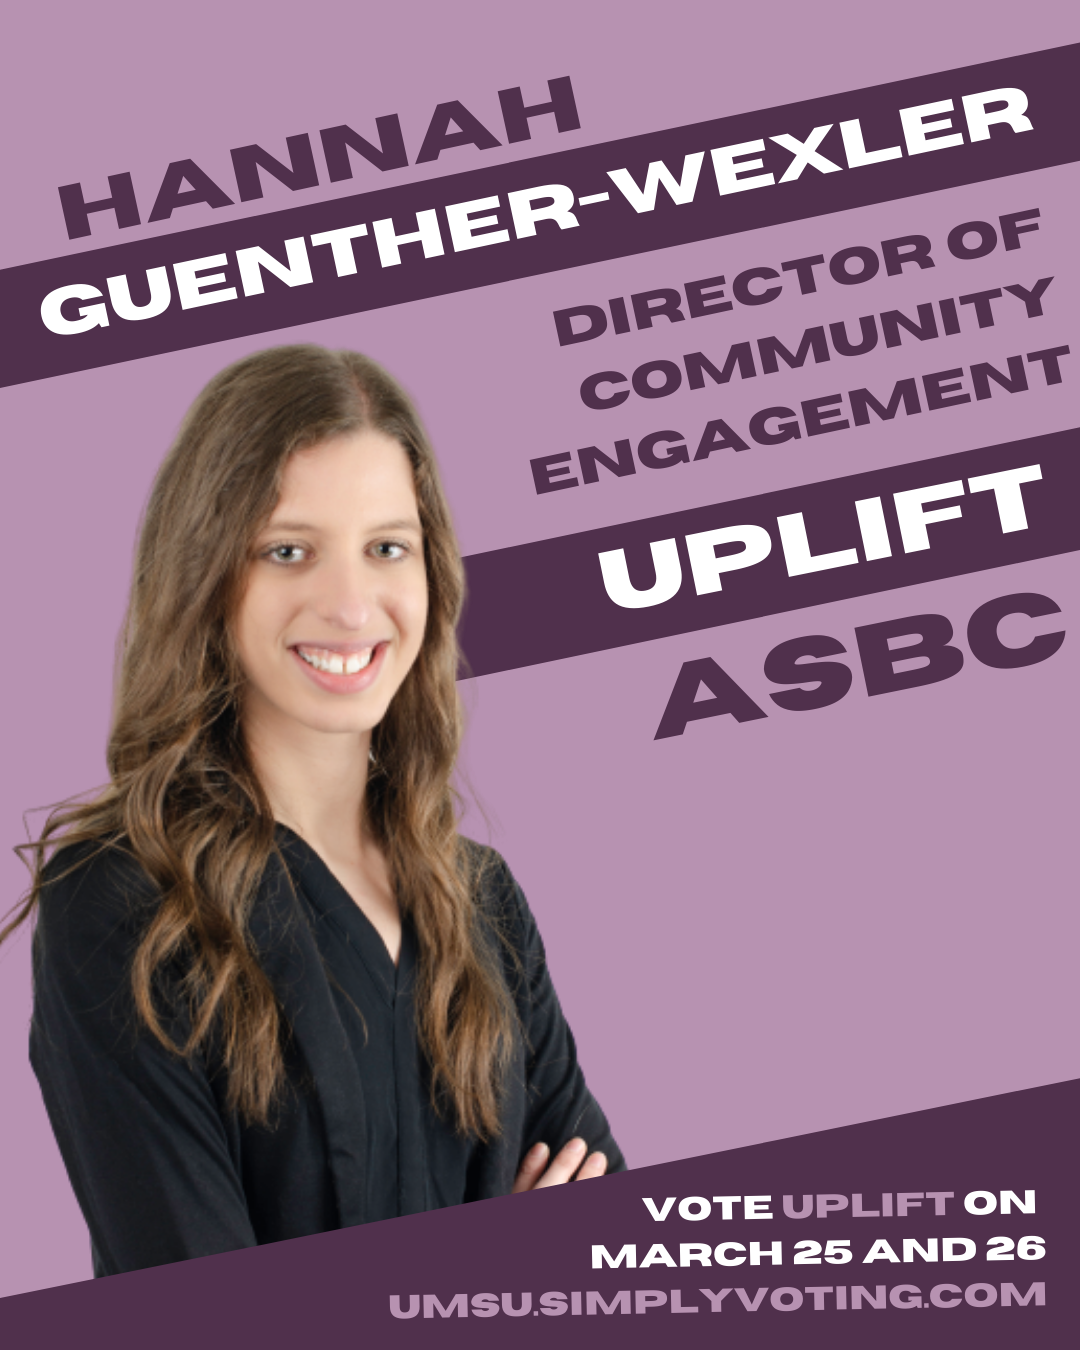 HANNAH
GUENTHER-WEXLER
DIRECTOR OF
COMMUNITY
ENGAGEMENT
UPLIFT
ASBC
VOTE UPLIFT ON
MARCH 25 AND 26
UMSU.SIMPLYVOTING.COM